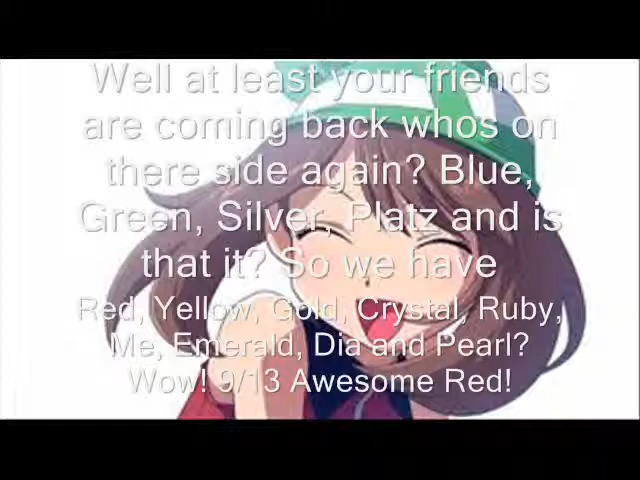 Well at least your friends
are coming back whos on
there side again? Blue,
Green, Silver, Platz and is
that it? So we have
Red, Yellow, Gold, Crystal, Ruby,
Me, Emerald, Dia and Pearl?
Wow! 9/13 Awesome Red!